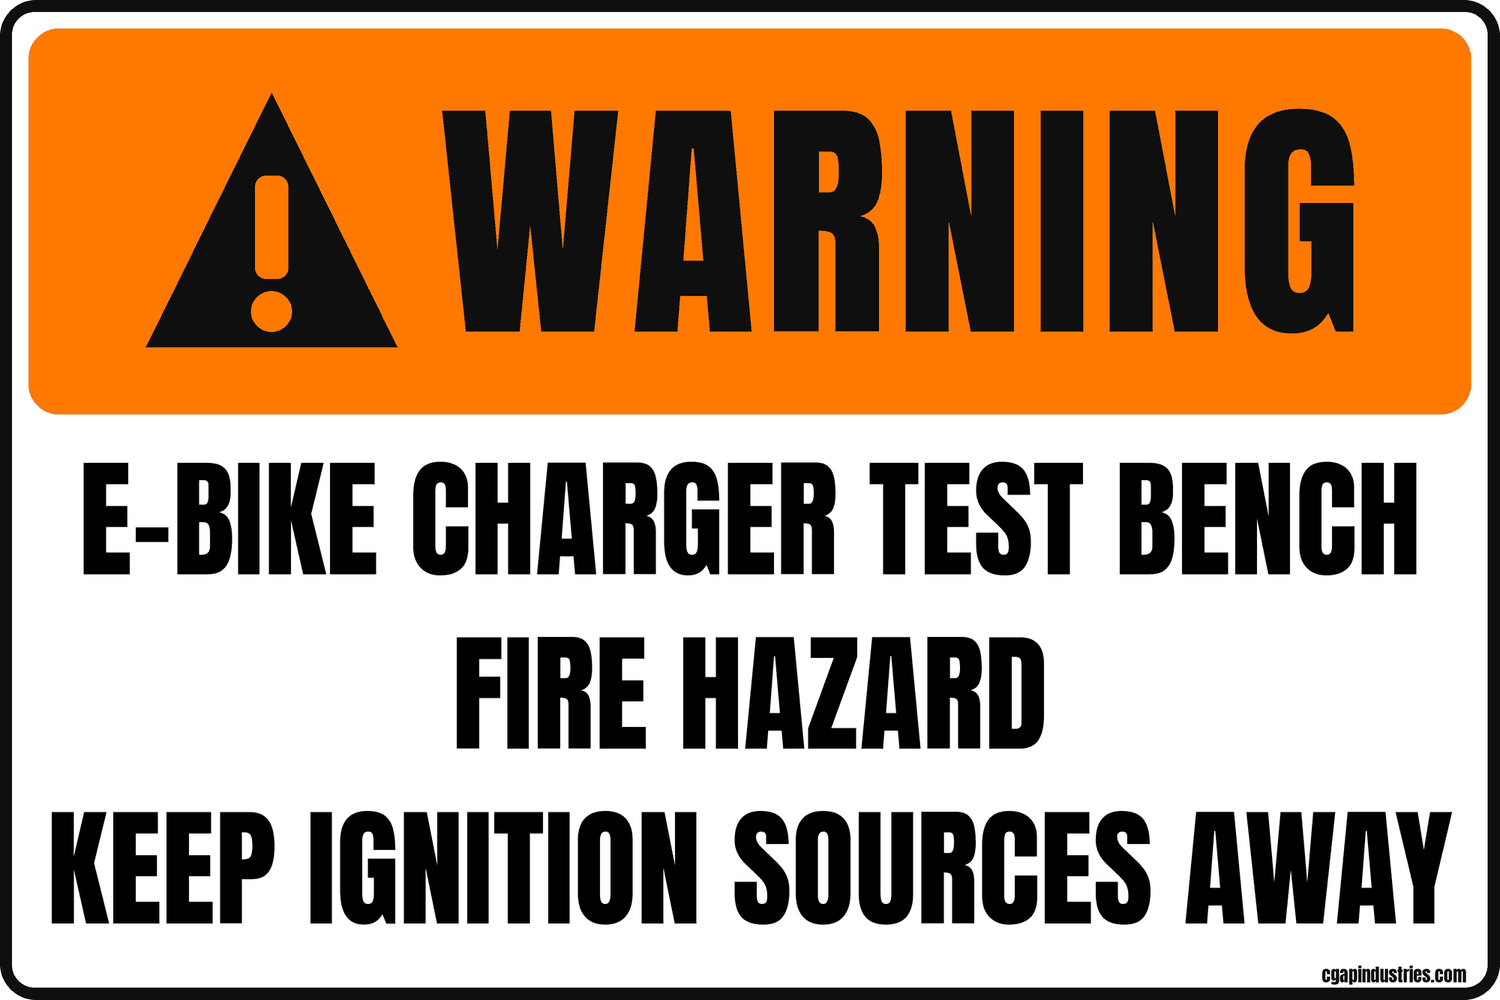 WARNING
E-BIKE CHARGER TEST BENCH
FIRE HAZARD
KEEP IGNITION SOURCES AWAY
cgapindustries.com